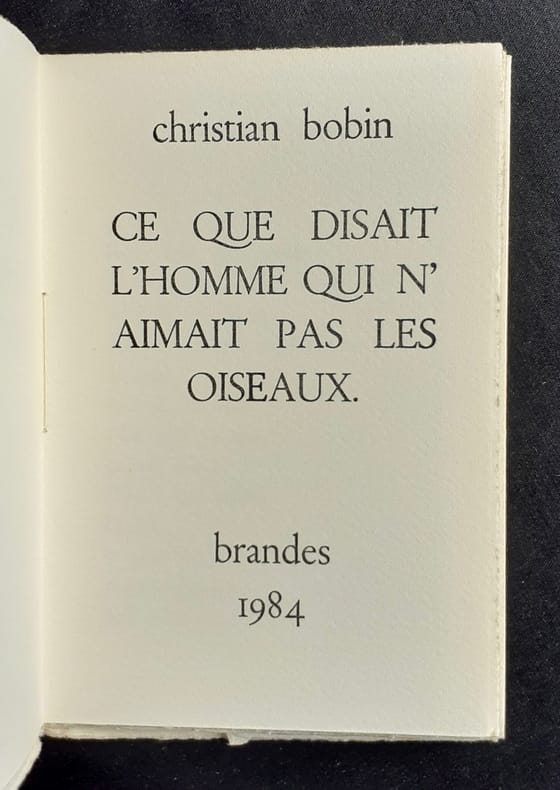 christian bobin
CE QUE DISAIT
L'HOMME QUI N'
AIMAIT PAS LES
OISEAUX.
brandes
1984